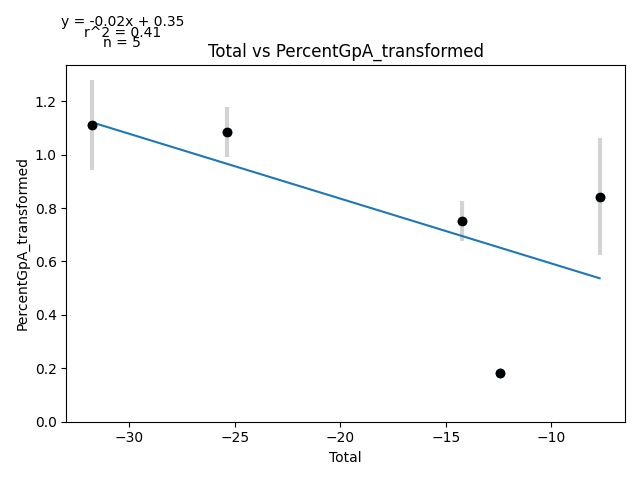 y = -0.02x + 0.35
r^2 = 0.41
n = 5
Total vs PercentGpA_transformed
PercentGpA_transformed
1.2
1.0
0.8
0.6
0.4
0.2
0.0
−30 −25 −20 −15 −10
Total